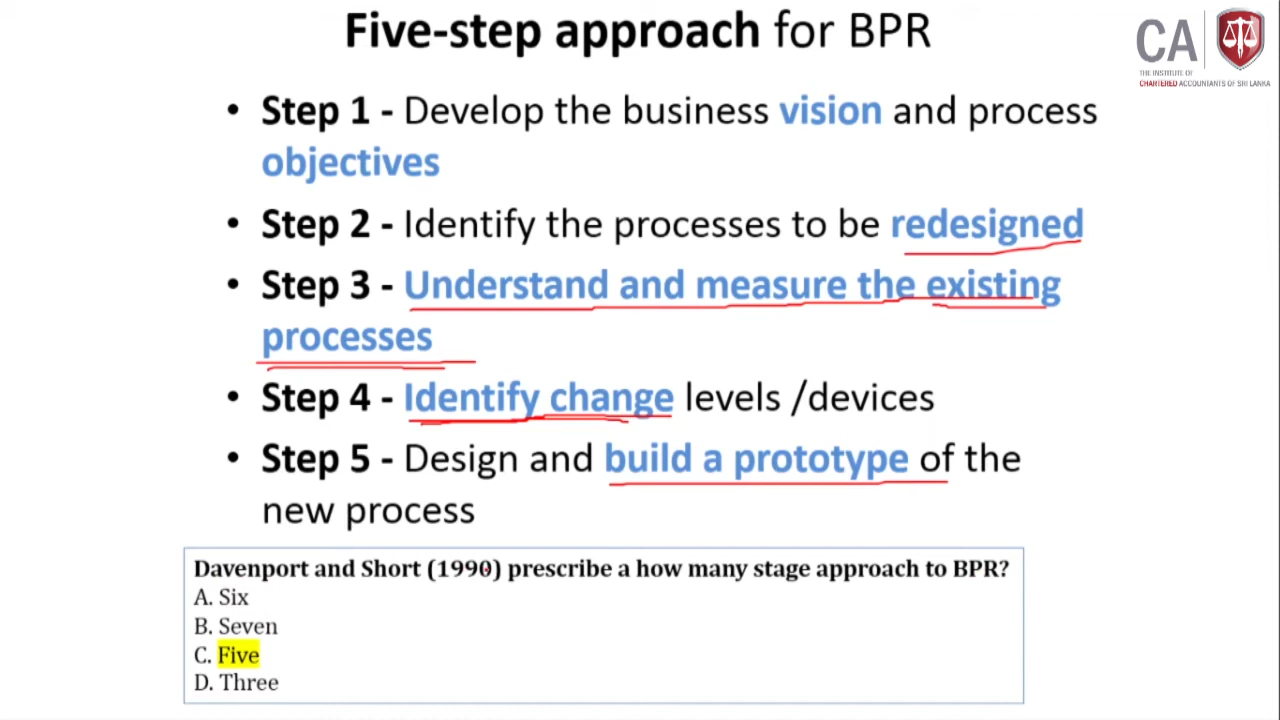 Five-step approach for BPR
CA
THE INSTITUTE OF
CHARTERED ACCOUNTANTS OF SRI LANKA
• Step 1 - Develop the business vision and process
objectives
• Step 2 - Identify the processes to be redesigned
• Step 3 - Understand and measure the existing
processes
• Step 4 - Identify change levels /devices
• Step 5 - Design and build a prototype of the
new process
Davenport and Short (1990) prescribe a how many stage approach to BPR?
A. Six
B. Seven
C. Five
D. Three